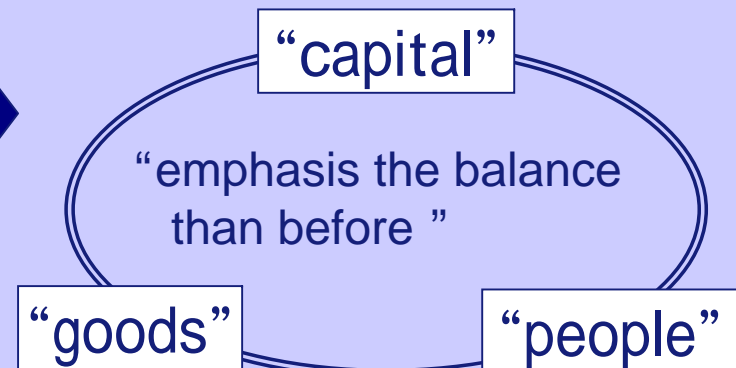 “capital”
“emphasis the balance
than before ”
“goods”
“people”